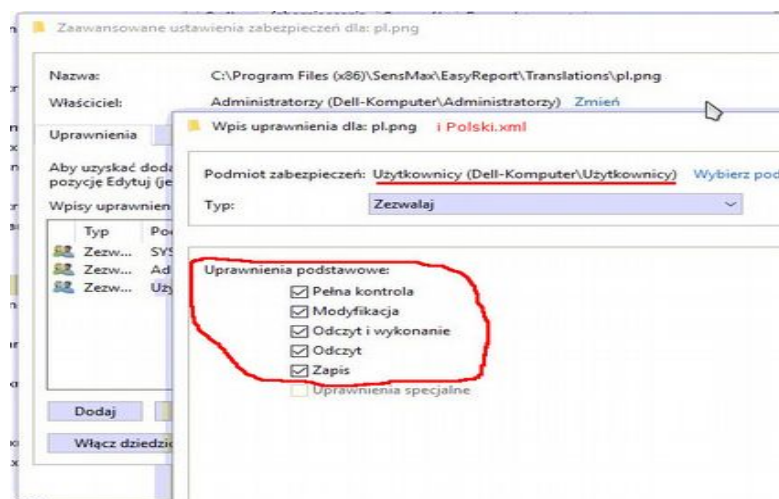 Zaawansowane ustawienia zabezpieczeń dla: pl.png
Nazwa: C:\Program Files (x86)\SensMax\EasyReport\Translations\pl.png
Właściciel: Administratorzy (Dell-Komputer\Administratorzy) Zmień
Uprawnienia
Wpis uprawnienia dla: pl.png i Polski.xml
Aby uzyskać doda
pozycję Edytuj (je
Wpisy uprawnien
Typ Po
Zezw... SYS
Zezw... Ad
Zezw... Uży
Dodaj
Włącz dziedzic
Podmiot zabezpieczeń: Użytkownicy (Dell-Komputer\Użytkownicy) Wybierz pod
Typ: Zezwalaj
Uprawnienia podstawowe:
Pełna kontrola
Modyfikacja
Odczyt i wykonanie
Odczyt
Zapis
Uprawnienia specjalne